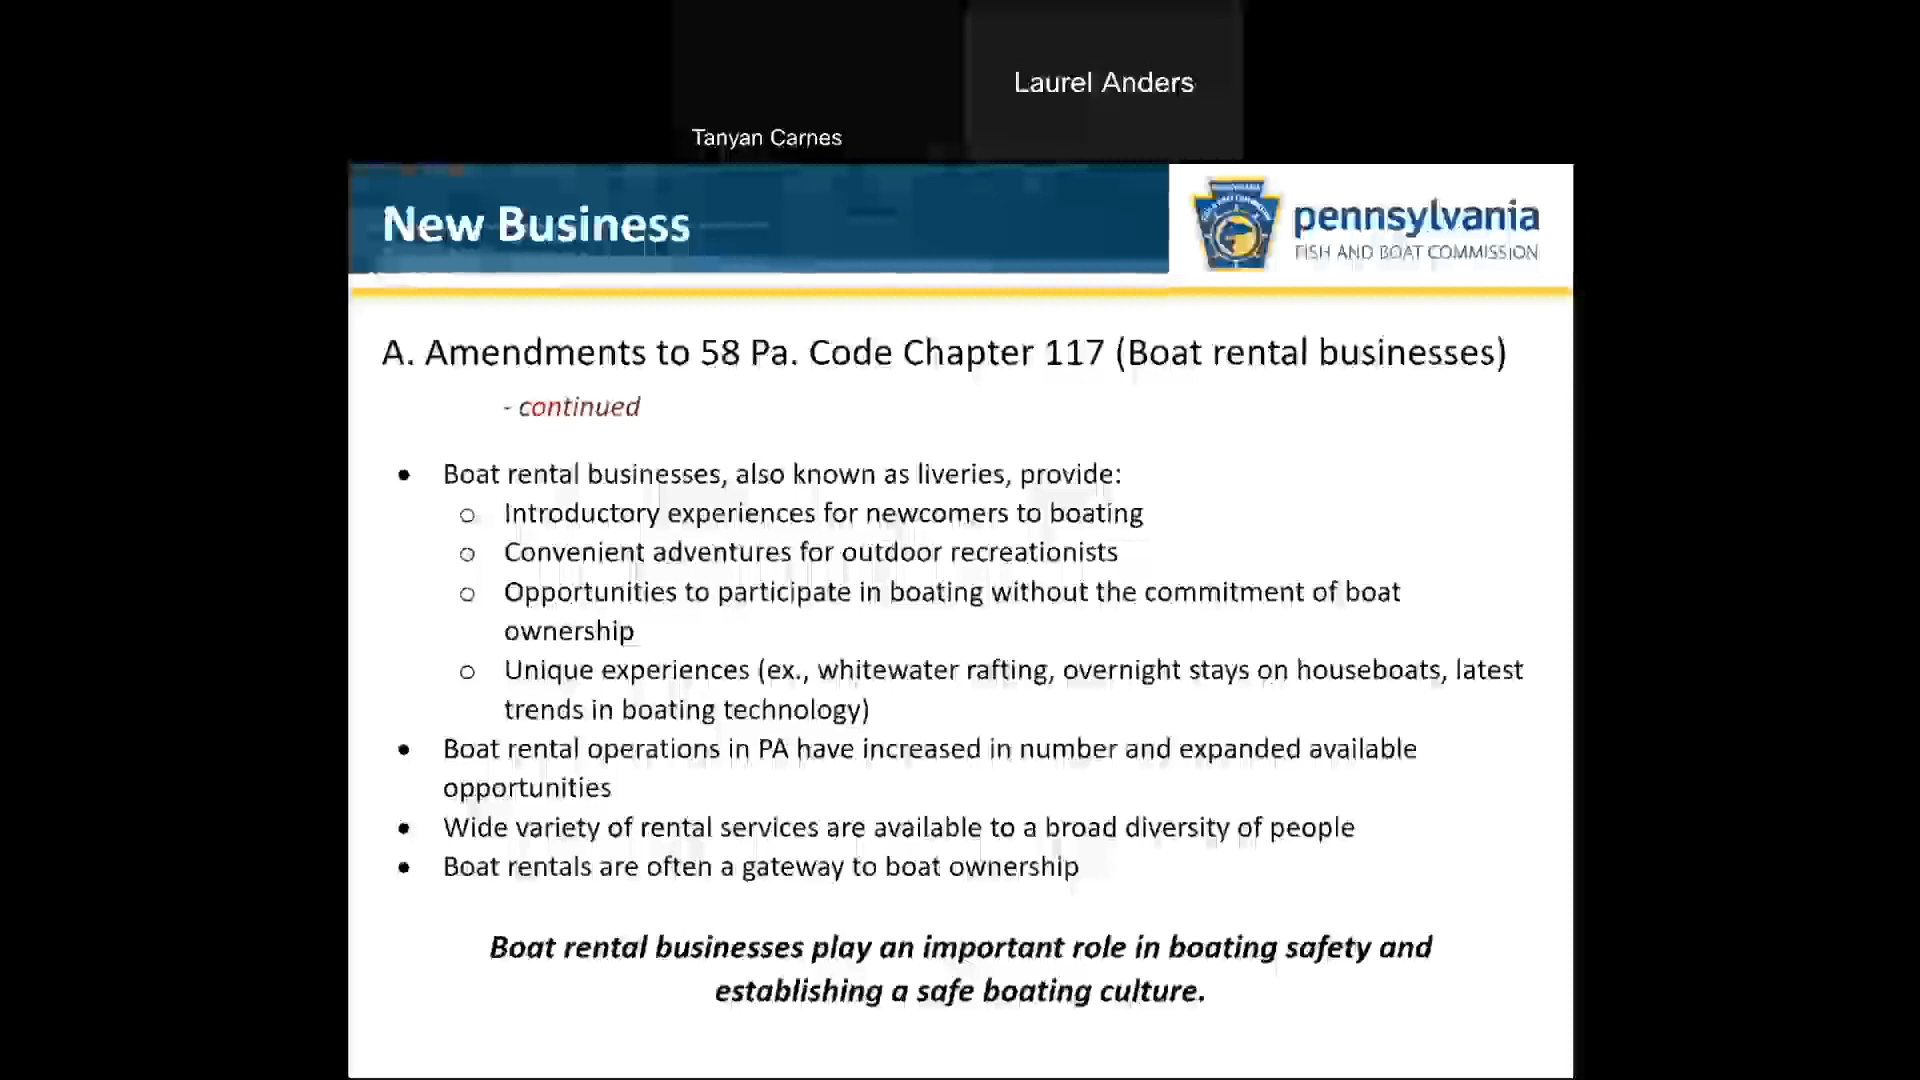 Laurel Anders
Tanyan Carnes
New Business
pennsylvania
FISH AND BOAT COMMISSION
A. Amendments to 58 Pa. Code Chapter 117 (Boat rental businesses)
- continued
• Boat rental businesses, also known as liveries, provide:
o Introductory experiences for newcomers to boating
o Convenient adventures for outdoor recreationists
o Opportunities to participate in boating without the commitment of boat
ownership
o Unique experiences (ex., whitewater rafting, overnight stays on houseboats, latest
trends in boating technology)
• Boat rental operations in PA have increased in number and expanded available
opportunities
• Wide variety of rental services are available to a broad diversity of people
• Boat rentals are often a gateway to boat ownership
Boat rental businesses play an important role in boating safety and
establishing a safe boating culture.